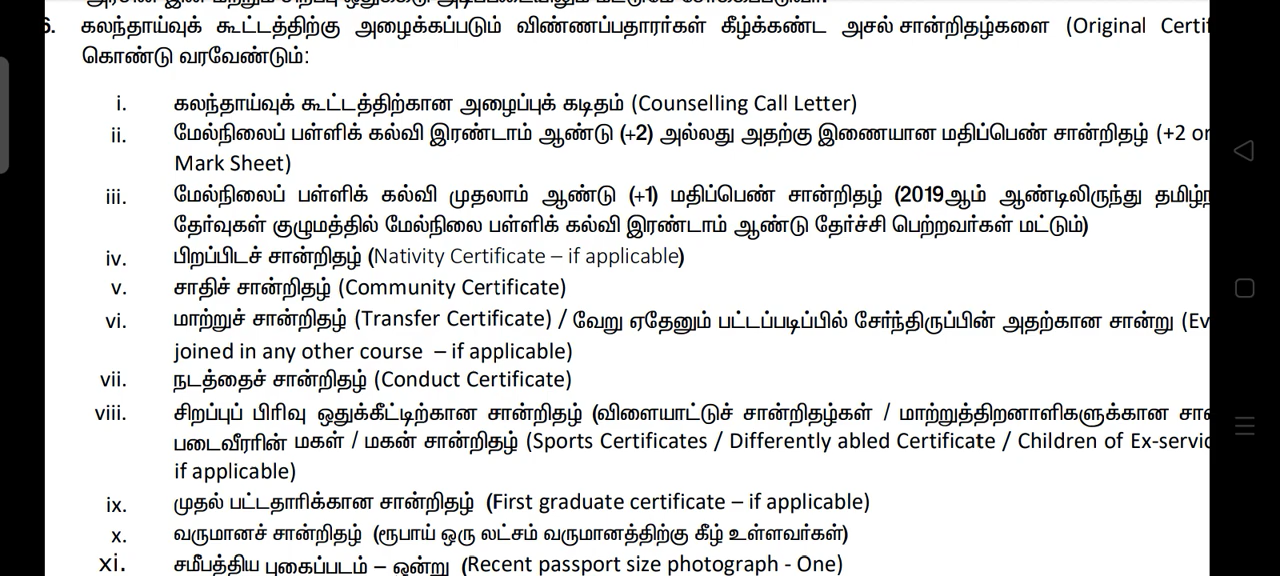 6. கலந்தாய்வுக் கூட்டத்திற்கு அழைக்கப்படும் விண்ணப்பதாரர்கள் கீழ்க்கண்ட அசல் சான்றிதழ்களை (Original Certif
கொண்டு வரவேண்டும்:
i. கலந்தாய்வுக் கூட்டத்திற்கான அழைப்புக் கடிதம் (Counselling Call Letter)
ii. மேல்நிலைப் பள்ளிக் கல்வி இரண்டாம் ஆண்டு (+2) அல்லது அதற்கு இணையான மதிப்பெண் சான்றிதழ் (+2 or
Mark Sheet)
iii. மேல்நிலைப் பள்ளிக் கல்வி முதலாம் ஆண்டு (+1) மதிப்பெண் சான்றிதழ் (2019ஆம் ஆண்டிலிருந்து
தேர்வுகள் குழுமத்தில் மேல்நிலை பள்ளிக் கல்வி இரண்டாம் ஆண்டு தேர்ச்சி பெற்றவர்கள் மட்டும்)
iv. பிறப்பிடச் சான்றிதழ் (Nativity Certificate – if applicable)
v. சாதிச் சான்றிதழ் (Community Certificate)
vi. மாற்றுச் சான்றிதழ் (Transfer Certificate) / வேறு ஏதேனும் பட்டப்படிப்பில் சேர்ந்திருப்பின் அதற்கான சான்று (Ev
joined in any other course – if applicable)
vii. நடத்தைச் சான்றிதழ் (Conduct Certificate)
viii. சிறப்புப் பிரிவு ஒதுக்கீட்டிற்கான சான்றிதழ் (விளையாட்டுச் சான்றிதழ்கள் / மாற்றுத்திறனாளிகளுக்கான சான்
படைவீரரின் மகள் / மகன் சான்றிதழ் (Sports Certificates / Differently abled Certificate / Children of Ex-servic
if applicable)
ix. முதல் பட்டதாரிக்கான சான்றிதழ் (First graduate certificate – if applicable)
x. வருமானச் சான்றிதழ் (ரூபாய் ஒரு லட்சம் வருமானத்திற்கு கீழ் உள்ளவர்கள்)
xi. சமீபத்திய புகைப்படம் – ஒன்று (Recent passport size photograph - One)